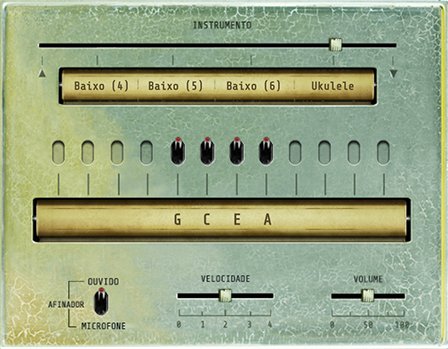 INSTRUMENTO
Baixo (4) Baixo (5) Baixo (6) Ukulele
G C E A
OUVIDO
AFINADOR
MICROFONE
VELOCIDADE
0 1 2 3 4
VOLUME
0 50 100